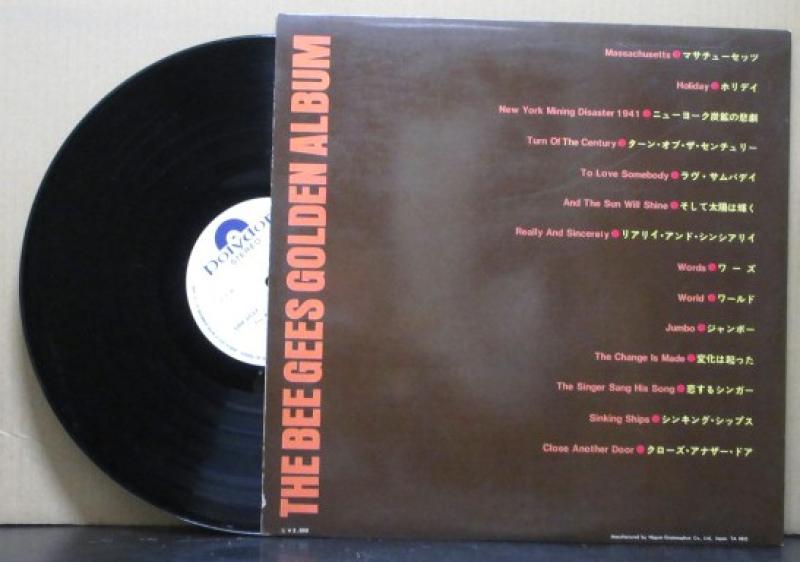 Polydor
STEREO
THE BEE GEES GOLDEN ALBUM
Massachusetts ● マサチューセッツ
Holiday ● ホリデイ
New York Mining Disaster 1941 ● ニューヨーク炭鉱の悲劇
Turn Of The Century ● ターン・オブ・ザ・センチュリー
To Love Somebody ● ラヴ・サムバディ
And The Sun Will Shine ● そして太陽は輝く
Really And Sincerely ● リアリイ・アンド・シンシアリイ
Words ● ワーズ
World ● ワールド
Jumbo ● ジャンボー
The Change Is Made ● 変化は起った
The Singer Sang His Song ● 恋するシンガー
Sinking Ships ● シンキング・シップス
Close Another Door ● クローズ・アナザー・ドア
Manufactured by Nippon Grammophon Co., Ltd. Japan